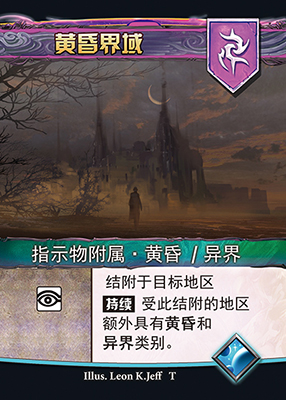 黄昏界域
指示物附属·黄昏 / 异界
结附于目标地区
持续 受此结附的地区
额外具有黄昏和
异界类别。
Illus. Leon K.Jeff T